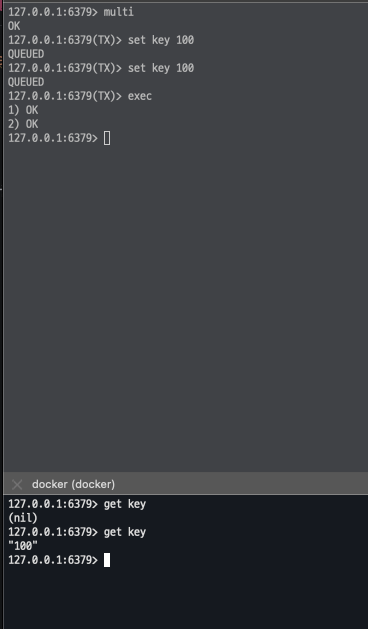 127.0.0.1:6379> multi
OK
127.0.0.1:6379(TX)> set key 100
QUEUED
127.0.0.1:6379(TX)> set key 100
QUEUED
127.0.0.1:6379(TX)> exec
1) OK
2) OK
127.0.0.1:6379>
docker (docker)
127.0.0.1:6379> get key
(nil)
127.0.0.1:6379> get key
"100"
127.0.0.1:6379>